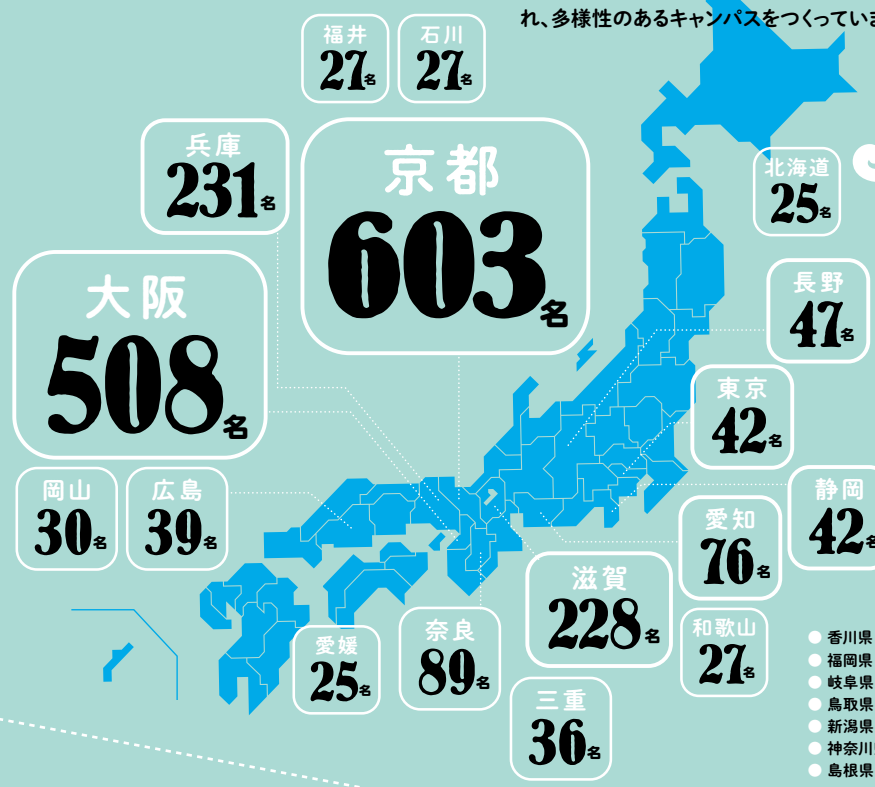 れ、多様性のあるキャンパスをつくっていま
福井
27名
石川
27名
兵庫
231名
京都
603名
北海道
25名
大阪
508名
長野
47名
東京
42名
岡山
30名
広島
39名
静岡
42名
愛知
76名
滋賀
228名
和歌山
27名
奈良
89名
愛媛
25名
三重
36名
香川県
福岡県
岐阜県
鳥取県
新潟県
神奈川
島根県